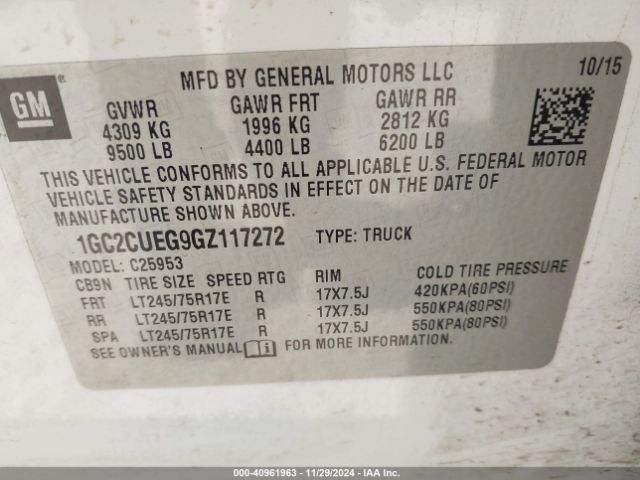 GM ®
MFD BY GENERAL MOTORS LLC 10/15
GVWR GAWR FRT GAWR RR
4309 KG 1996 KG 2812 KG
9500 LB 4400 LB 6200 LB
THIS VEHICLE CONFORMS TO ALL APPLICABLE U.S. FEDERAL MOTOR
VEHICLE SAFETY STANDARDS IN EFFECT ON THE DATE OF
MANUFACTURE SHOWN ABOVE.
1GC2CUEG9GZ117272 TYPE: TRUCK
MODEL: C25953
CB9N TIRE SIZE SPEED RTG RIM COLD TIRE PRESSURE
FRT LT245/75R17E R 17X7.5J 420KPA(60PSI)
RR LT245/75R17E R 17X7.5J 550KPA(80PSI)
SPA LT245/75R17E R 17X7.5J 550KPA(80PSI)
SEE OWNER'S MANUAL FOR MORE INFORMATION.
000-40961963 - 11/29/2024 - IAA Inc.